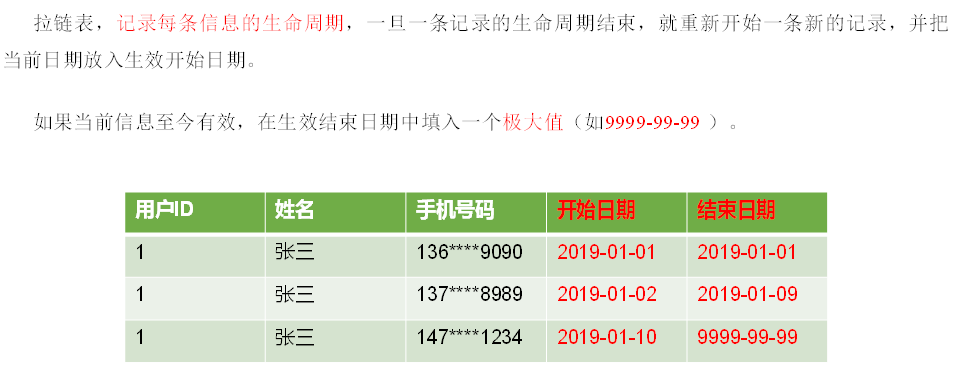 拉链表，记录每条信息的生命周期，一旦一条记录的生命周期结束，就重新开始一条新的记录，并把
当前日期放入生效开始日期。
如果当前信息至今有效，在生效结束日期中填入一个极大值（如9999-99-99 ）。
用户ID 姓名 手机号码 开始日期 结束日期
1 张三 136****9090 2019-01-01 2019-01-01
1 张三 137****8989 2019-01-02 2019-01-09
1 张三 147****1234 2019-01-10 9999-99-99